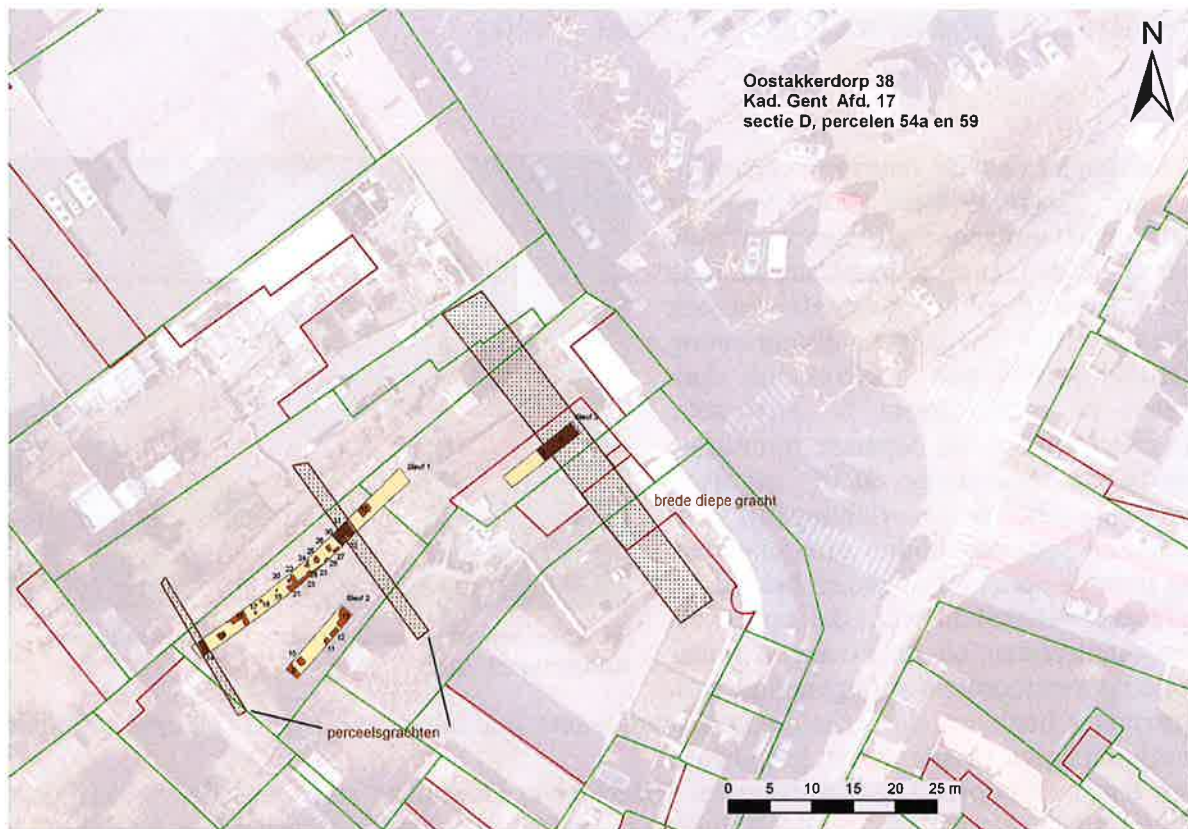 N
Oostakkerdorp 38
Kad. Gent Afd. 17
sectie D, percelen 54a en 59
Sleuf 3
Sleuf 1
brede diepe gracht
Sleuf 2
perceelsgrachten
0 5 10 15 20 25 m